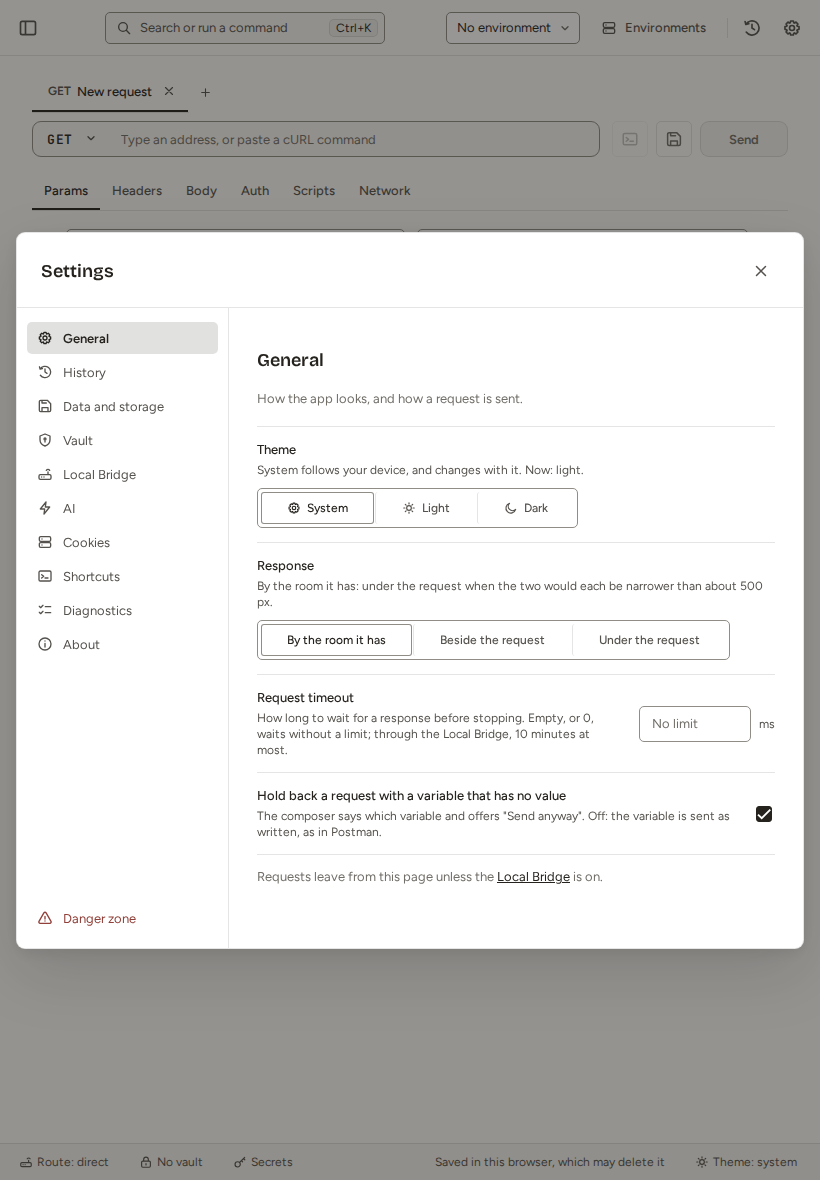 Search or run a command
Ctrl+K
No environment
Environments
GET New request
GET
Type an address, or paste a cURL command
Send
Params
Headers
Body
Auth
Scripts
Network
Settings
General
History
Data and storage
Vault
Local Bridge
AI
Cookies
Shortcuts
Diagnostics
About
Danger zone
General
How the app looks, and how a request is sent.
Theme
System follows your device, and changes with it. Now: light.
System
Light
Dark
Response
By the room it has: under the request when the two would each be narrower than about 500
px.
By the room it has
Beside the request
Under the request
Request timeout
How long to wait for a response before stopping. Empty, or 0,
waits without a limit; through the Local Bridge, 10 minutes at
most.
No limit
ms
Hold back a request with a variable that has no value
The composer says which variable and offers "Send anyway". Off: the variable is sent as
written, as in Postman.
Requests leave from this page unless the Local Bridge is on.
Route: direct
No vault
Secrets
Saved in this browser, which may delete it
Theme: system